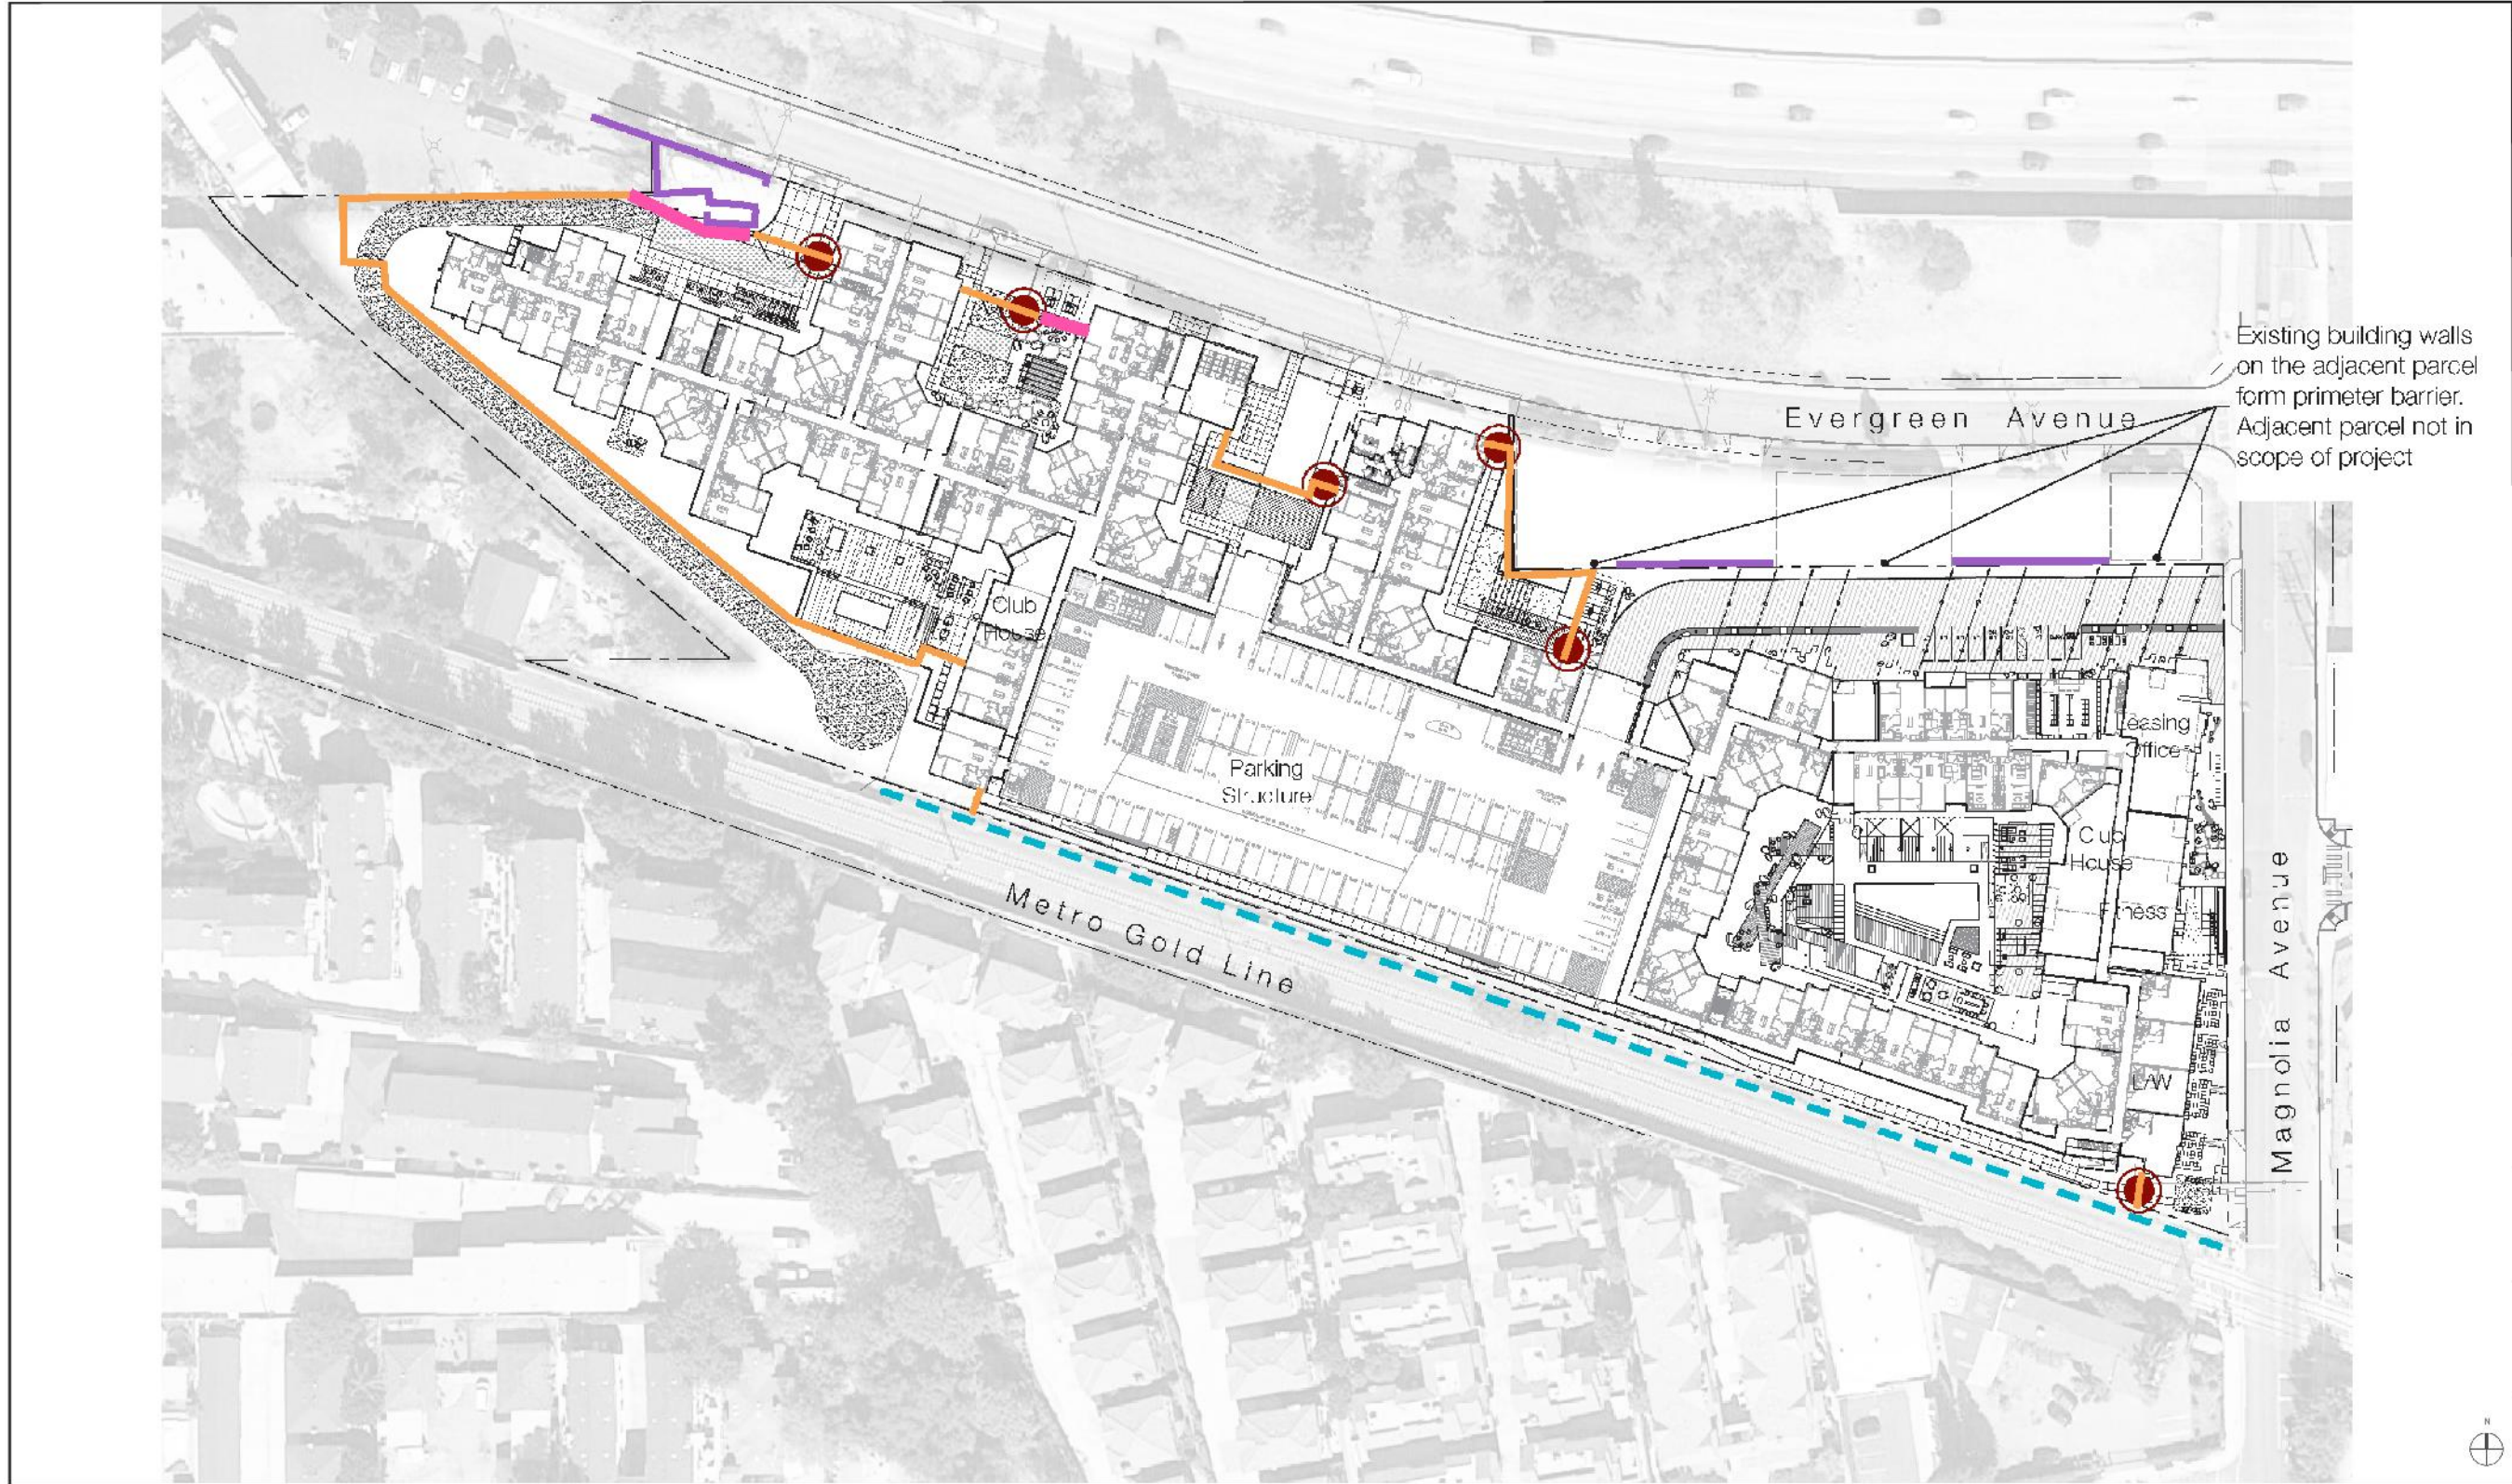 Existing building walls
on the adjacent parcel
form primeter barrier.
Adjacent parcel not in
scope of project
Evergreen Avenue
Club
House
Parking
Structure
Leasing
Office
Club
House
Fitness
L/W
Metro Gold Line
Magnolia Avenue
N